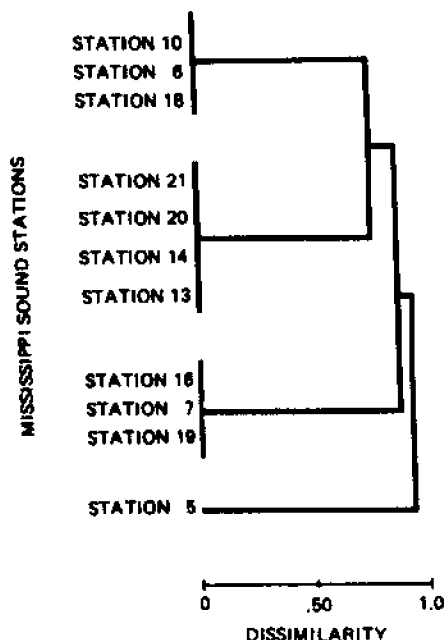 MISSISSIPPI SOUND STATIONS
STATION 10
STATION 6
STATION 18
STATION 21
STATION 20
STATION 14
STATION 13
STATION 16
STATION 7
STATION 19
STATION 5
0 .50 1.0
DISSIMILARITY